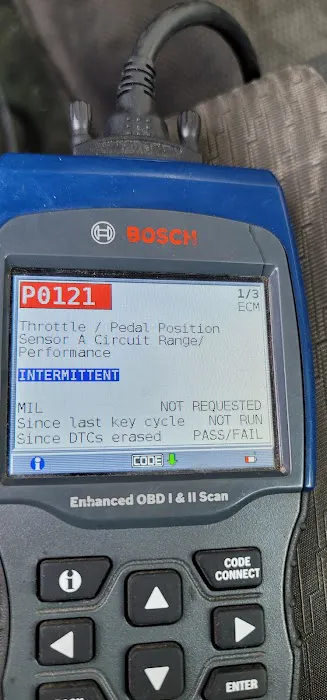 BOSCH
P0121
1/3
ECM
Throttle / Pedal Position
Sensor A Circuit Range/
Performance
INTERMITTENT
MIL NOT REQUESTED
Since last key cycle NOT RUN
Since DTCs erased PASS/FAIL
i CODE
Enhanced OBD I & II Scan
i
CODE
CONNECT
ENTER